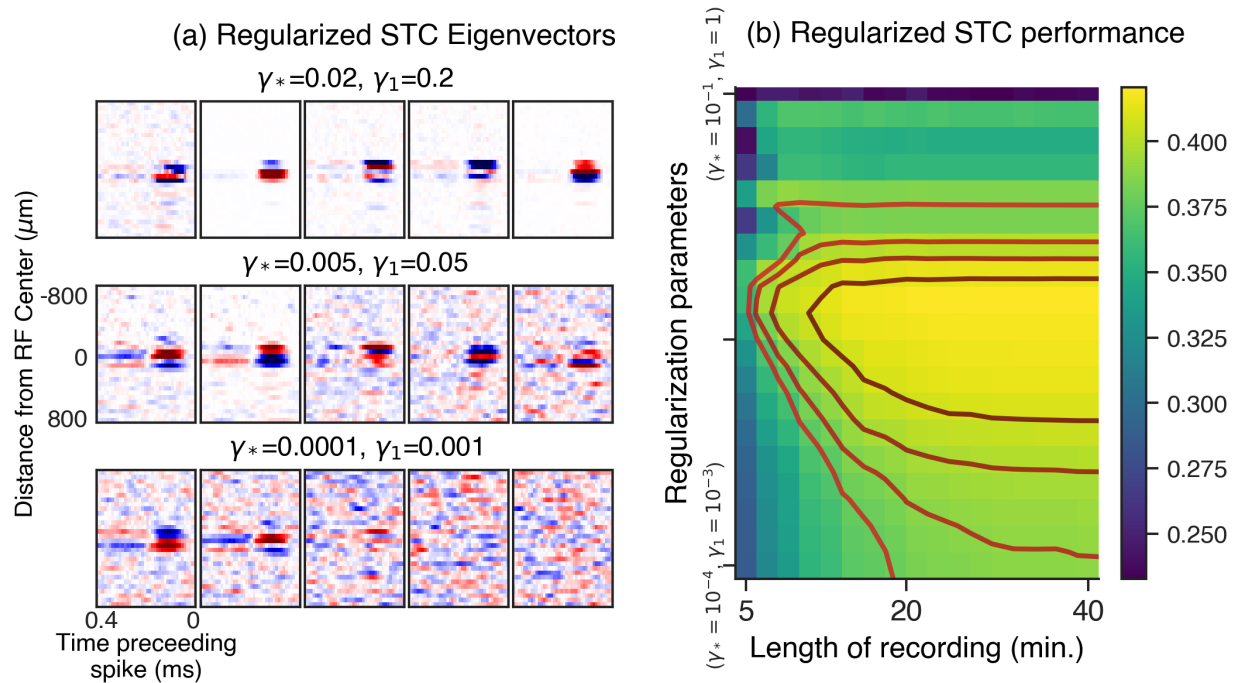 (a) Regularized STC Eigenvectors
γ*=0.02, γ1=0.2
γ*=0.005, γ1=0.05
γ*=0.0001, γ1=0.001
Distance from RF Center (μm)
-800
0
800
0.4
0
Time preceeding
spike (ms)
(b) Regularized STC performance
Regularization parameters
(γ* = 10^-1, γ1 = 1)
(γ* = 10^-4, γ1 = 10^-3)
5
20
40
Length of recording (min.)
0.400
0.375
0.350
0.325
0.300
0.275
0.250